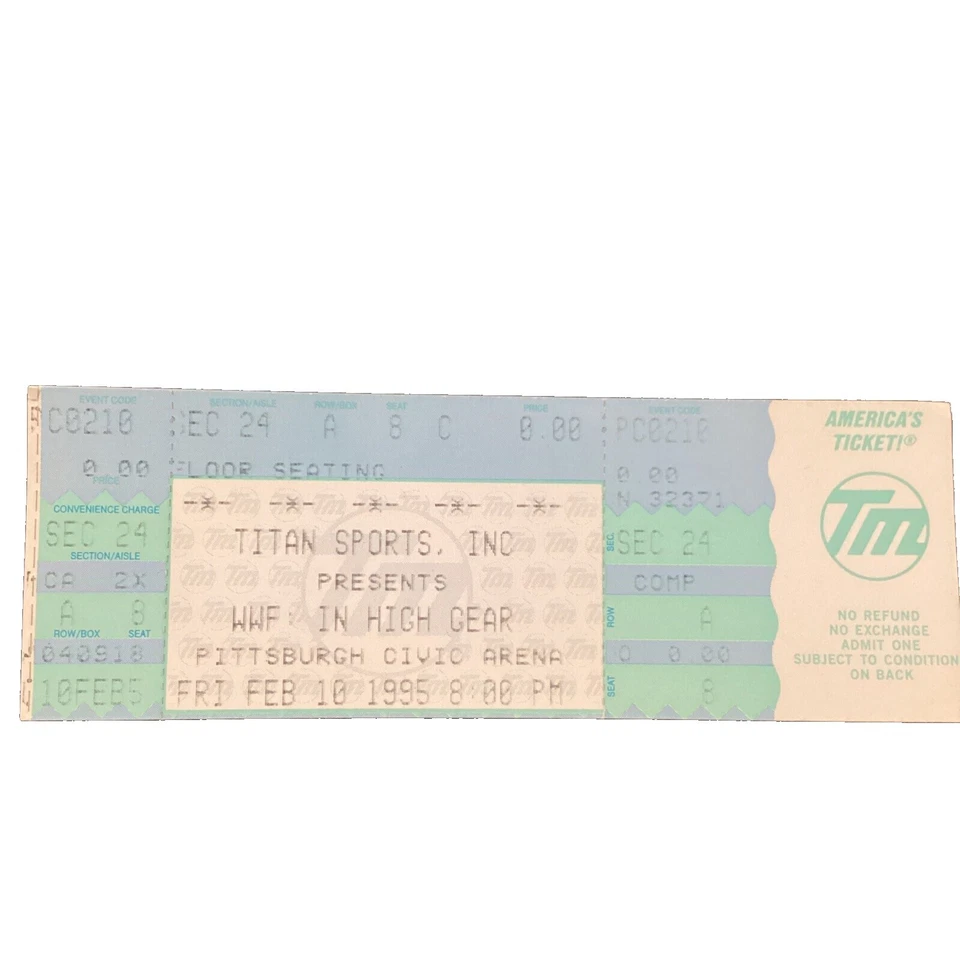 EVENT CODE SECTION/AISLE ROW/BOX SEAT PRICE EVENT CODE
C0210 SEC 24 A 8 C 0.00 PC0210
0.00 FLOOR SEATING 0 00
PRICE
N 32371
CONVENIENCE CHARGE
SEC 24
SECTION/AISLE
CA 2X
A 8
ROW/BOX SEAT
040918
10FEB5
-*- -*- -*- -*- -*-
TITAN SPORTS, INC
PRESENTS
WWF: IN HIGH GEAR
PITTSBURGH CIVIC ARENA
FRI FEB 10 1995 8:00 PM
SEC. SEC 24
COMP
ROW A
0 0.00
SEAT 8
AMERICA'S
TICKET!®
Tm
NO REFUND
NO EXCHANGE
ADMIT ONE
SUBJECT TO CONDITION
ON BACK